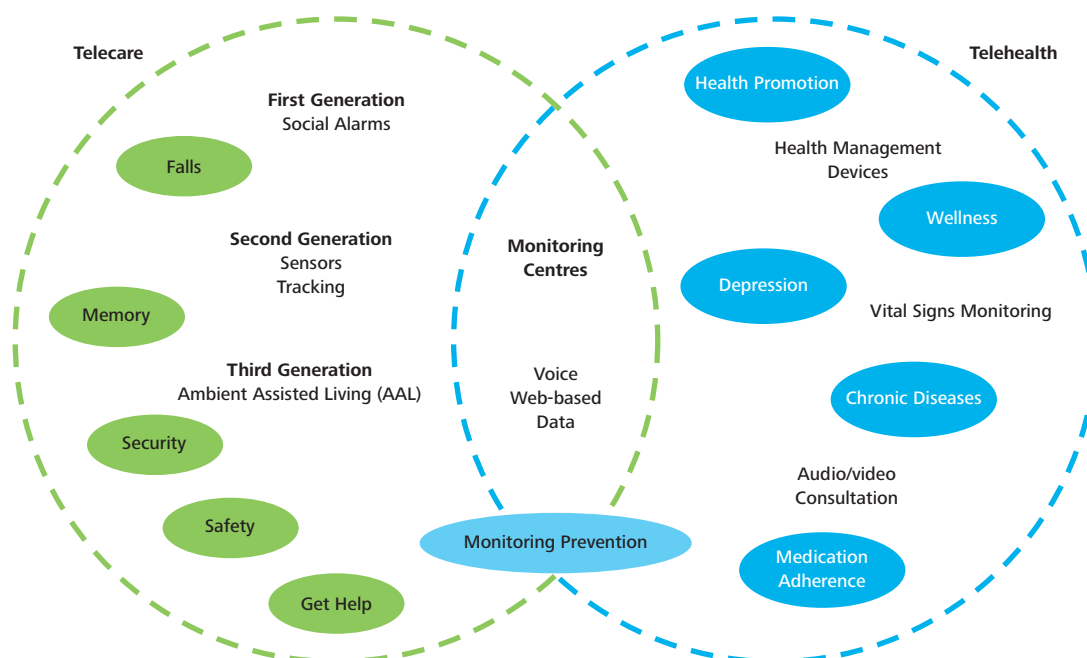 Telecare
First Generation
Social Alarms
Falls
Second Generation
Sensors
Tracking
Memory
Third Generation
Ambient Assisted Living (AAL)
Security
Safety
Get Help
Monitoring
Centres
Voice
Web-based
Data
Monitoring Prevention
Telehealth
Health Promotion
Health Management
Devices
Wellness
Depression
Vital Signs Monitoring
Chronic Diseases
Audio/video
Consultation
Medication
Adherence